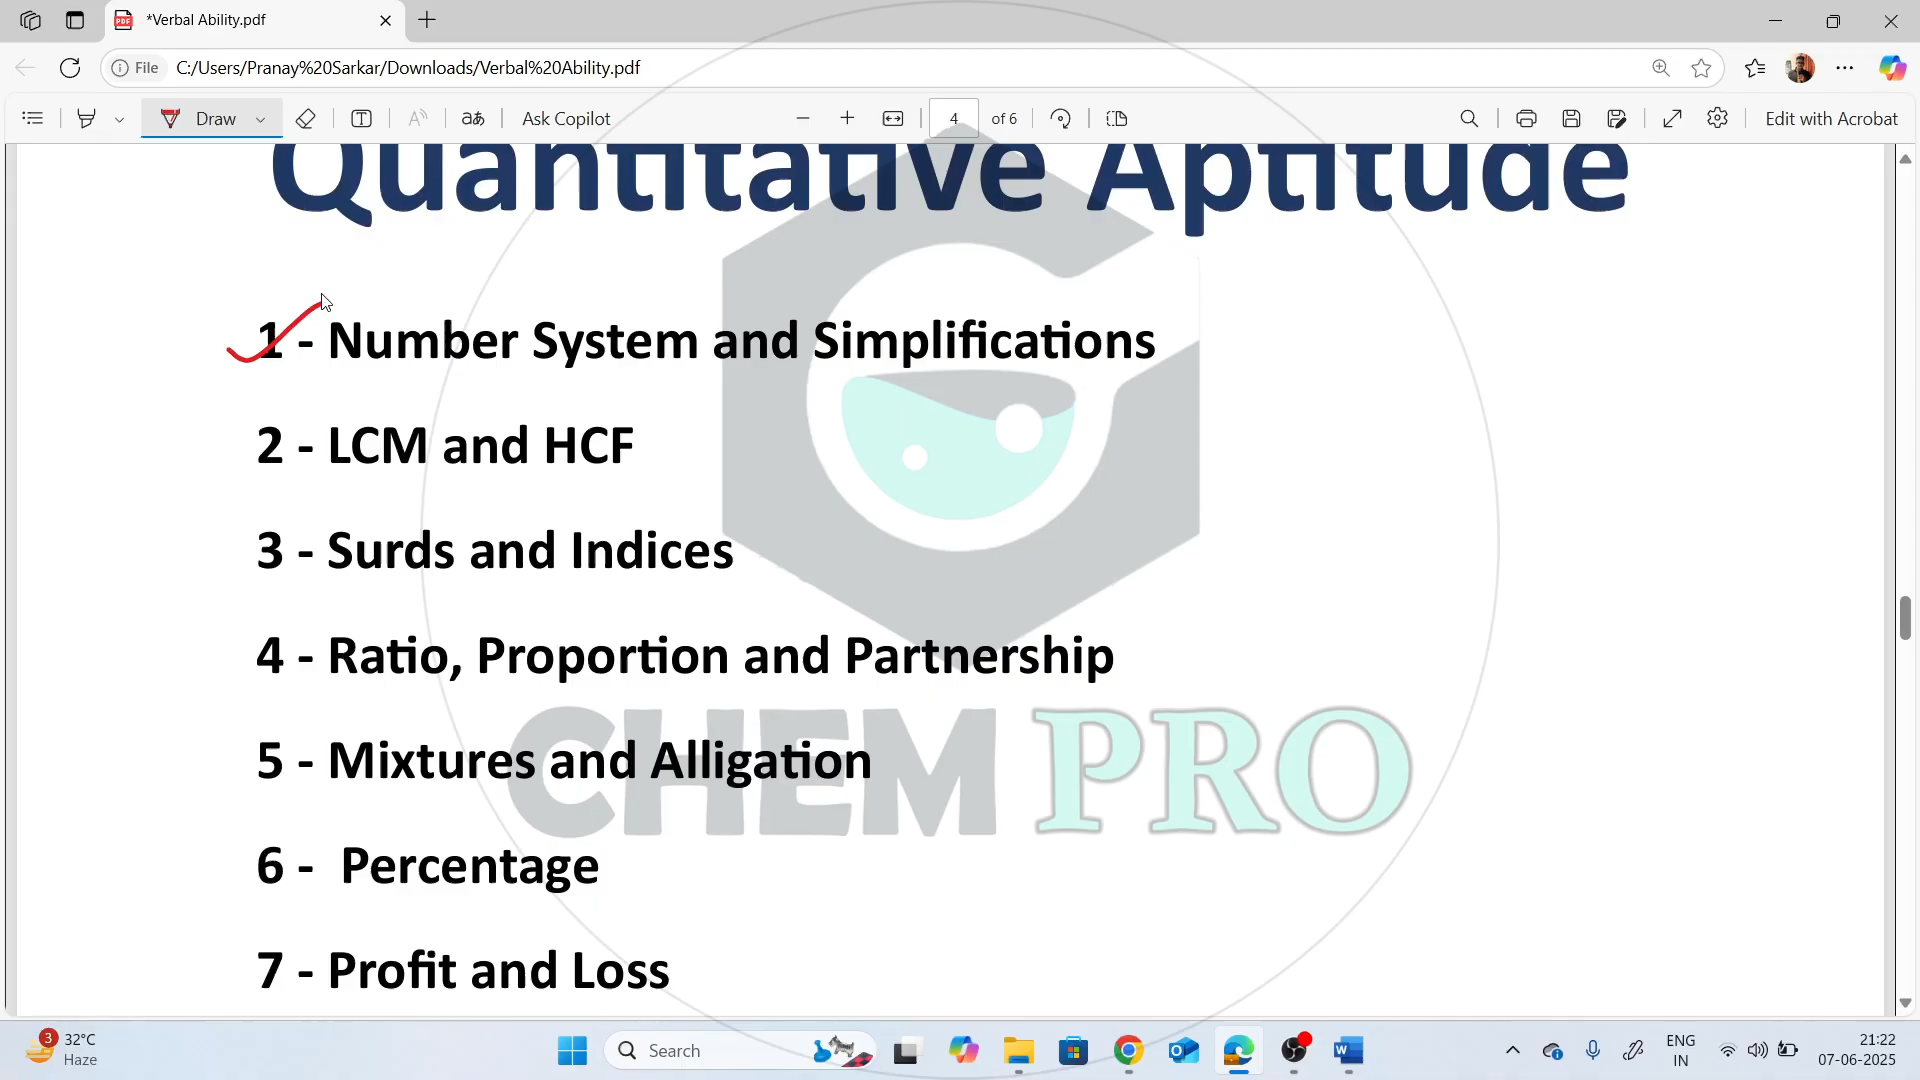 *Verbal Ability.pdf
File
C:/Users/Pranay%20Sarkar/Downloads/Verbal%20Ability.pdf
Draw
aあ
Ask Copilot
4
of 6
Edit with Acrobat
Quantitative Aptitude
1 - Number System and Simplifications
2 - LCM and HCF
3 - Surds and Indices
4 - Ratio, Proportion and Partnership
5 - Mixtures and Alligation
6 - Percentage
7 - Profit and Loss
CHEM PRO
3
32°C
Haze
Search
ENG
IN
21:22
07-06-2025